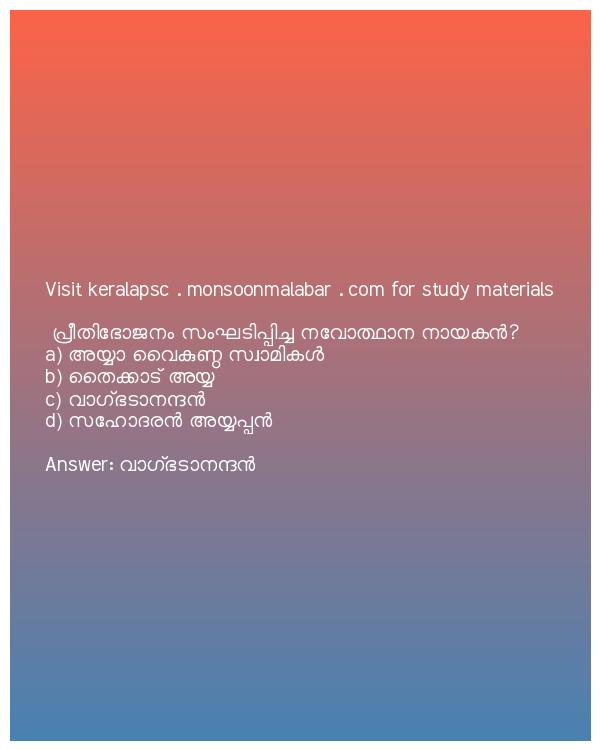 Visit keralapsc . monsoonmalabar . com for study materials
പ്രീതിഭോജനം സംഘടിപ്പിച്ച നവോത്ഥാന നായകൻ?
a) അയ്യാ വൈകുണ്ഠ സ്വാമികൾ
b) തൈക്കാട് അയ്യ
c) വാഗ്ഭടാനന്ദൻ
d) സഹോദരൻ അയ്യപ്പൻ
Answer: വാഗ്ഭടാനന്ദൻ